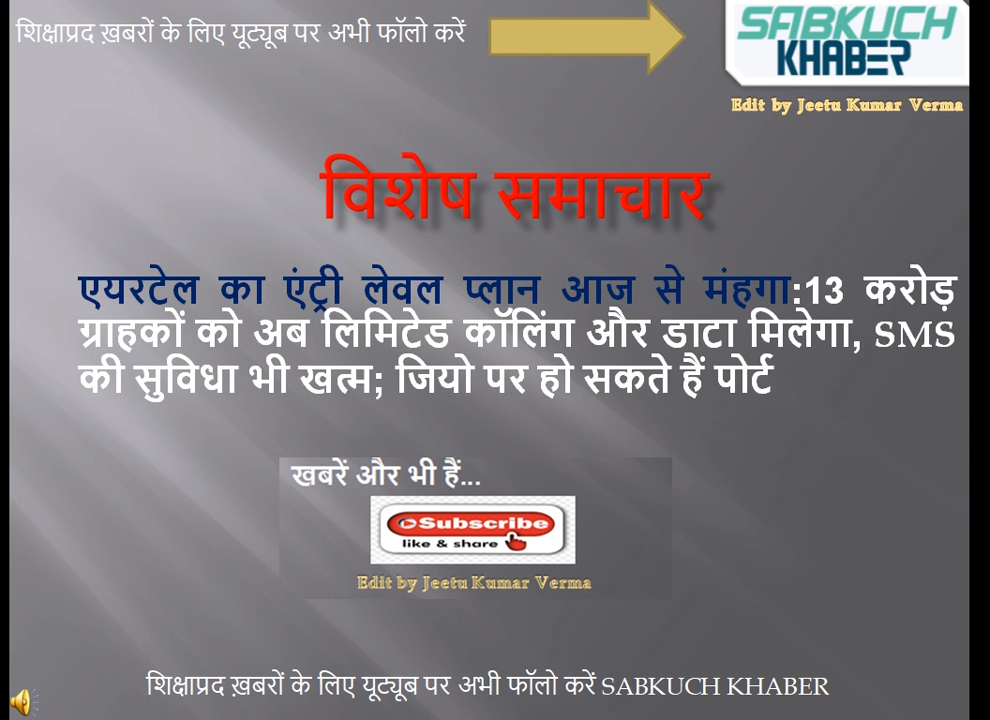 शिक्षाप्रद ख़बरों के लिए यूट्यूब पर अभी फॉलो करें
SABKUCH
KHABER
Edit by Jeetu Kumar Verma
विशेष समाचार
एयरटेल का एंट्री लेवल प्लान आज से मंहगा:13 करोड़
ग्राहकों को अब लिमिटेड कॉलिंग और डाटा मिलेगा, SMS
की सुविधा भी खत्म; जियो पर हो सकते हैं पोर्ट
खबरें और भी हैं...
Subscribe
like & share
Edit by Jeetu Kumar Verma
शिक्षाप्रद ख़बरों के लिए यूट्यूब पर अभी फॉलो करें SABKUCH KHABER